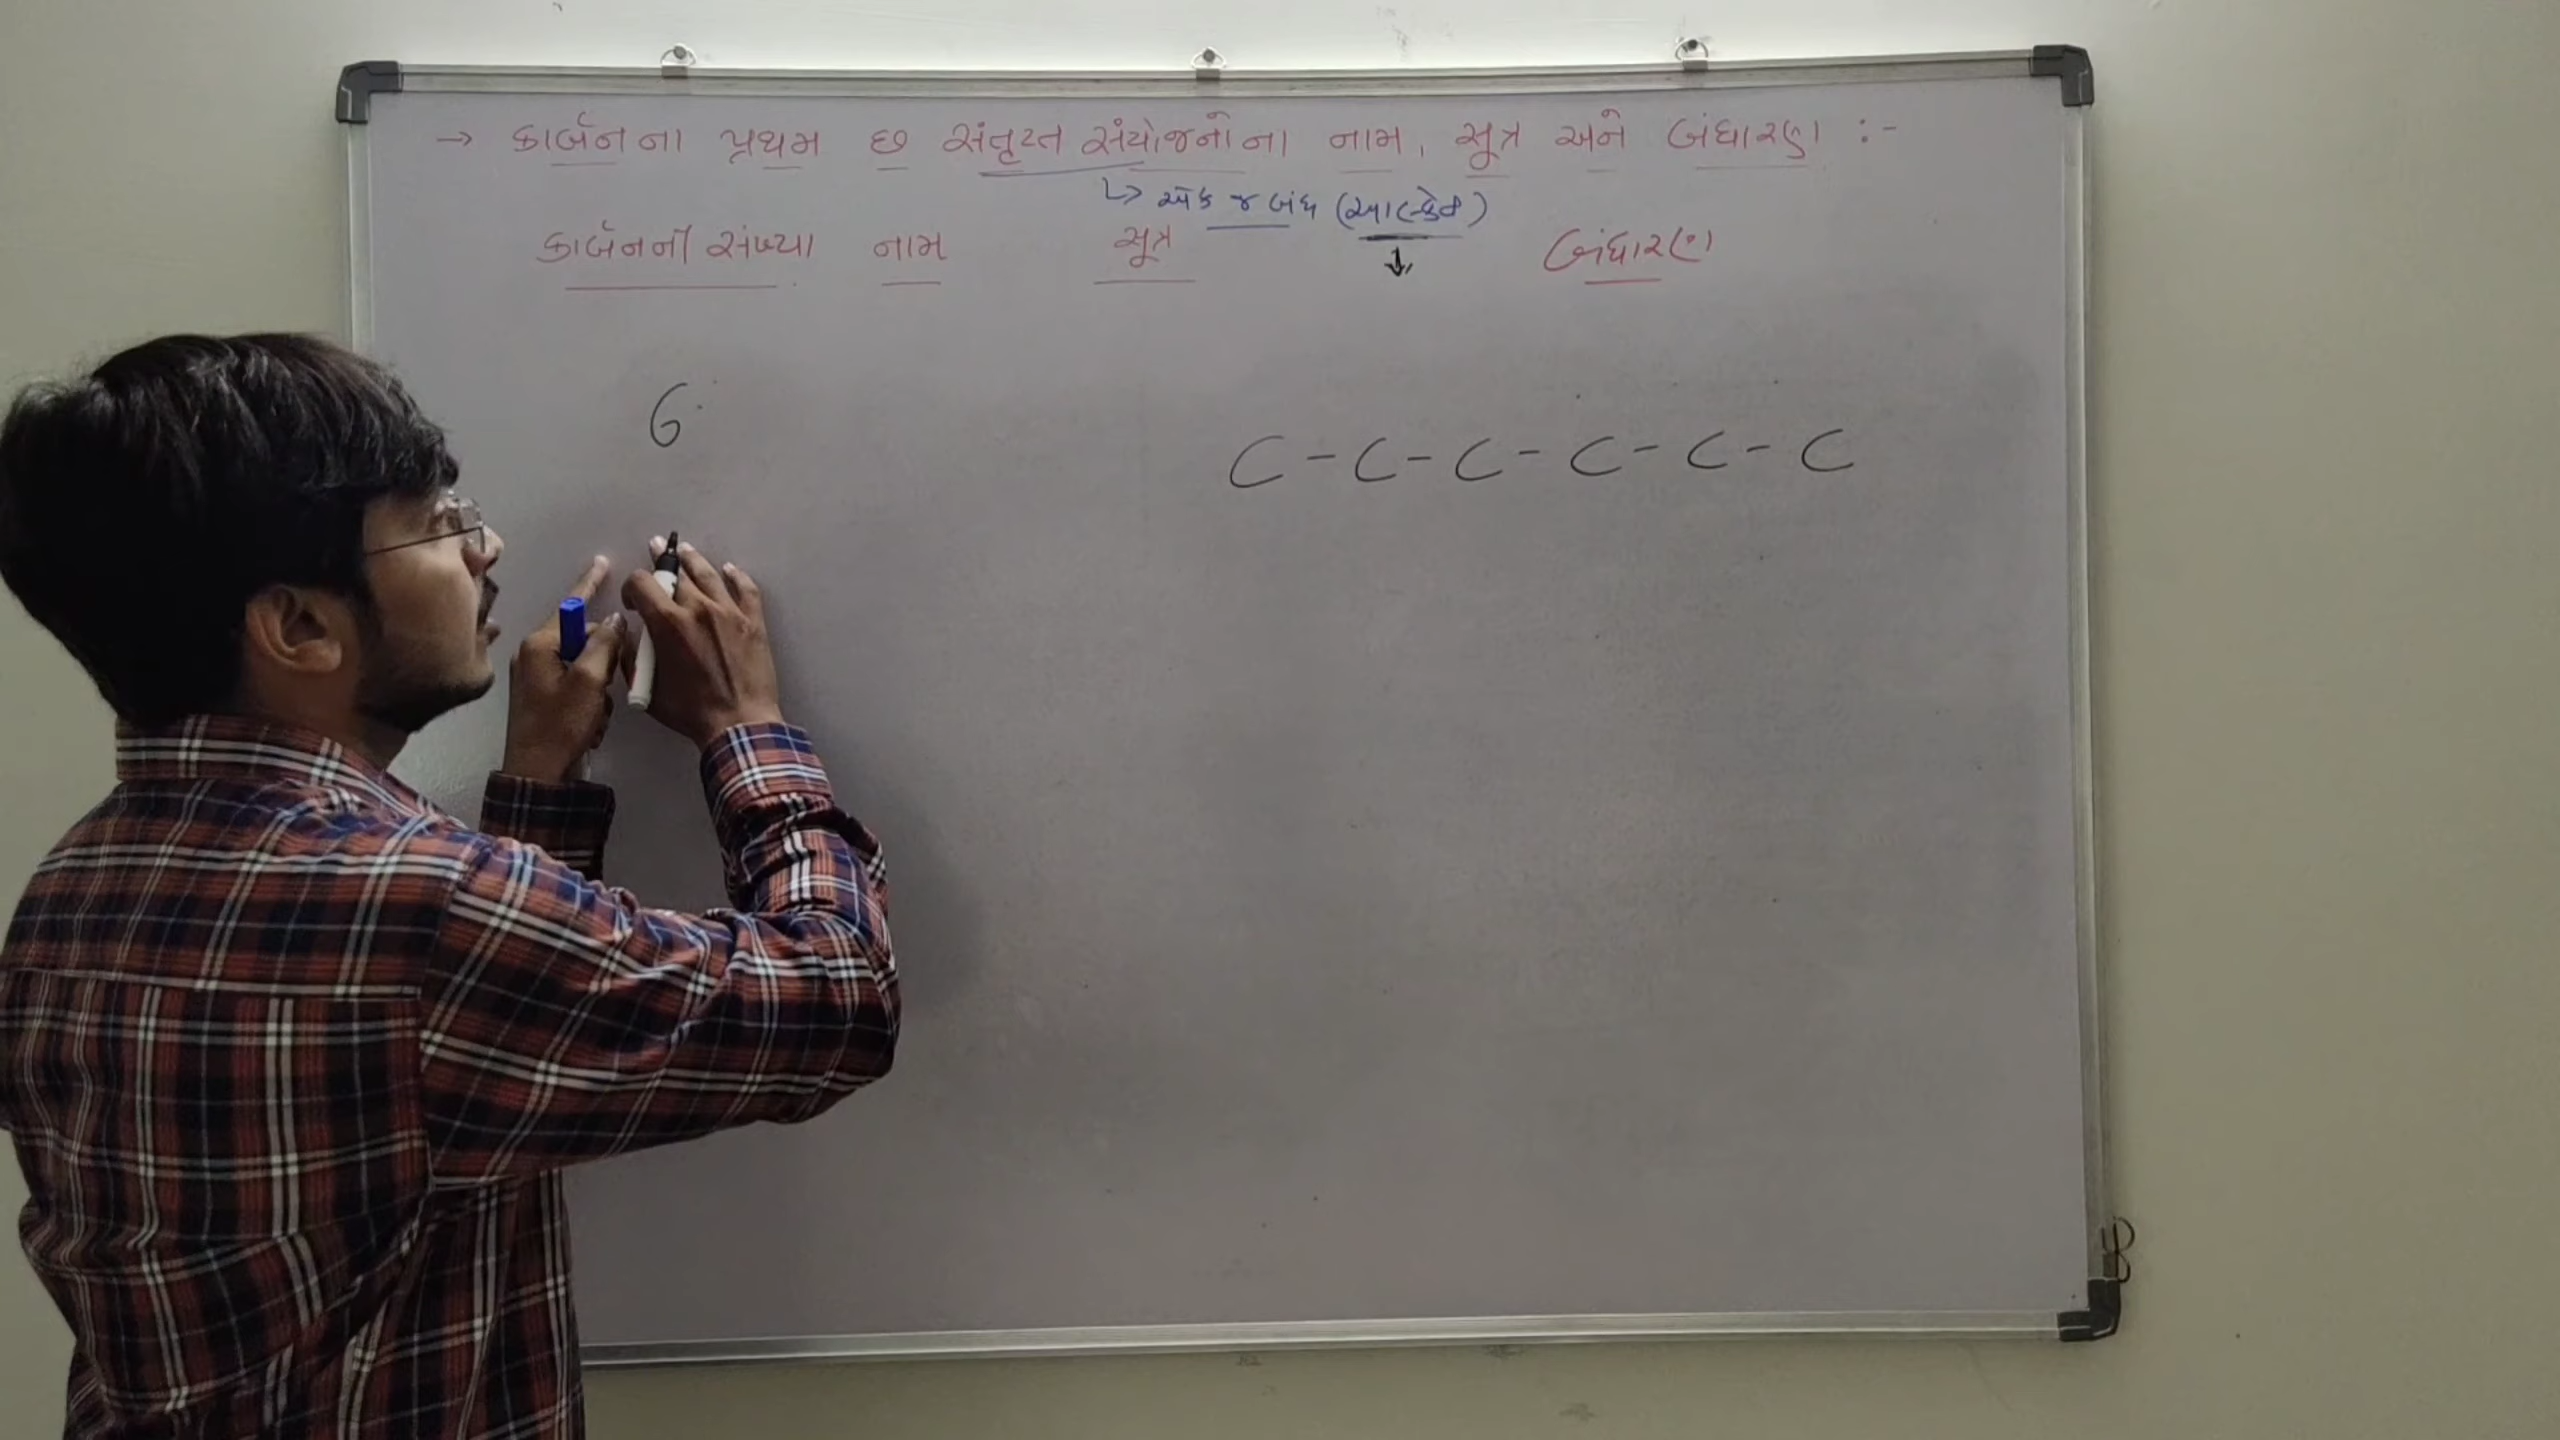 → કાર્બનના પ્રથમ છ સંતૃપ્ત સંયોજનોના નામ, સૂત્ર અને બંધારણ :-
↳ એક જ બંધ (આલ્કેન)
કાર્બનની સંખ્યા નામ સૂત્ર ↓ બંધારણ
6 C - C - C - C - C - C